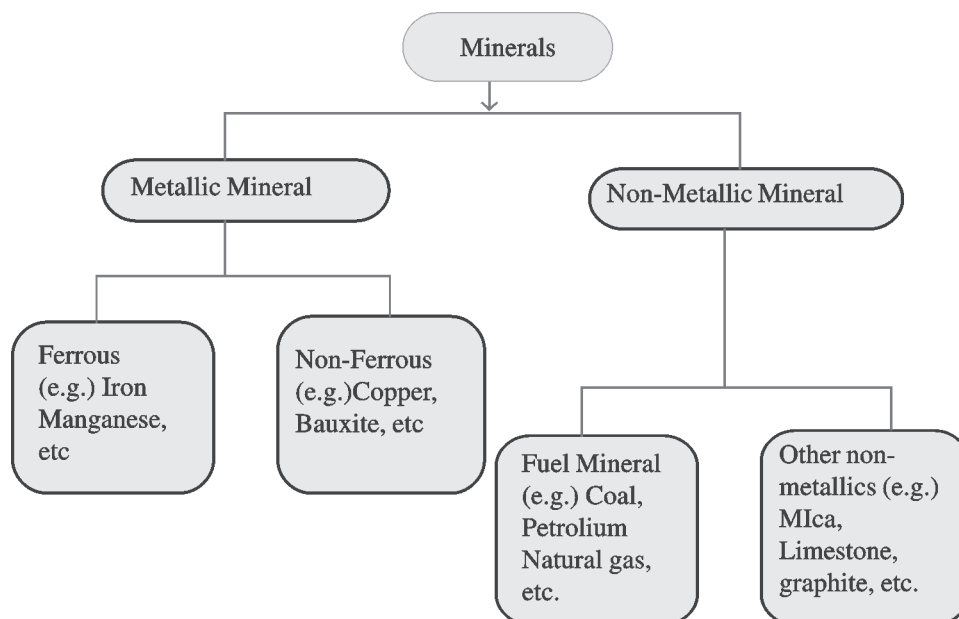 Minerals
Metallic Mineral
Non-Metallic Mineral
Ferrous
(e.g.) Iron
Manganese,
etc
Non-Ferrous
(e.g.)Copper,
Bauxite, etc
Fuel Mineral
(e.g.) Coal,
Petrolium
Natural gas,
etc.
Other non-
metallics (e.g.)
MIca,
Limestone,
graphite, etc.